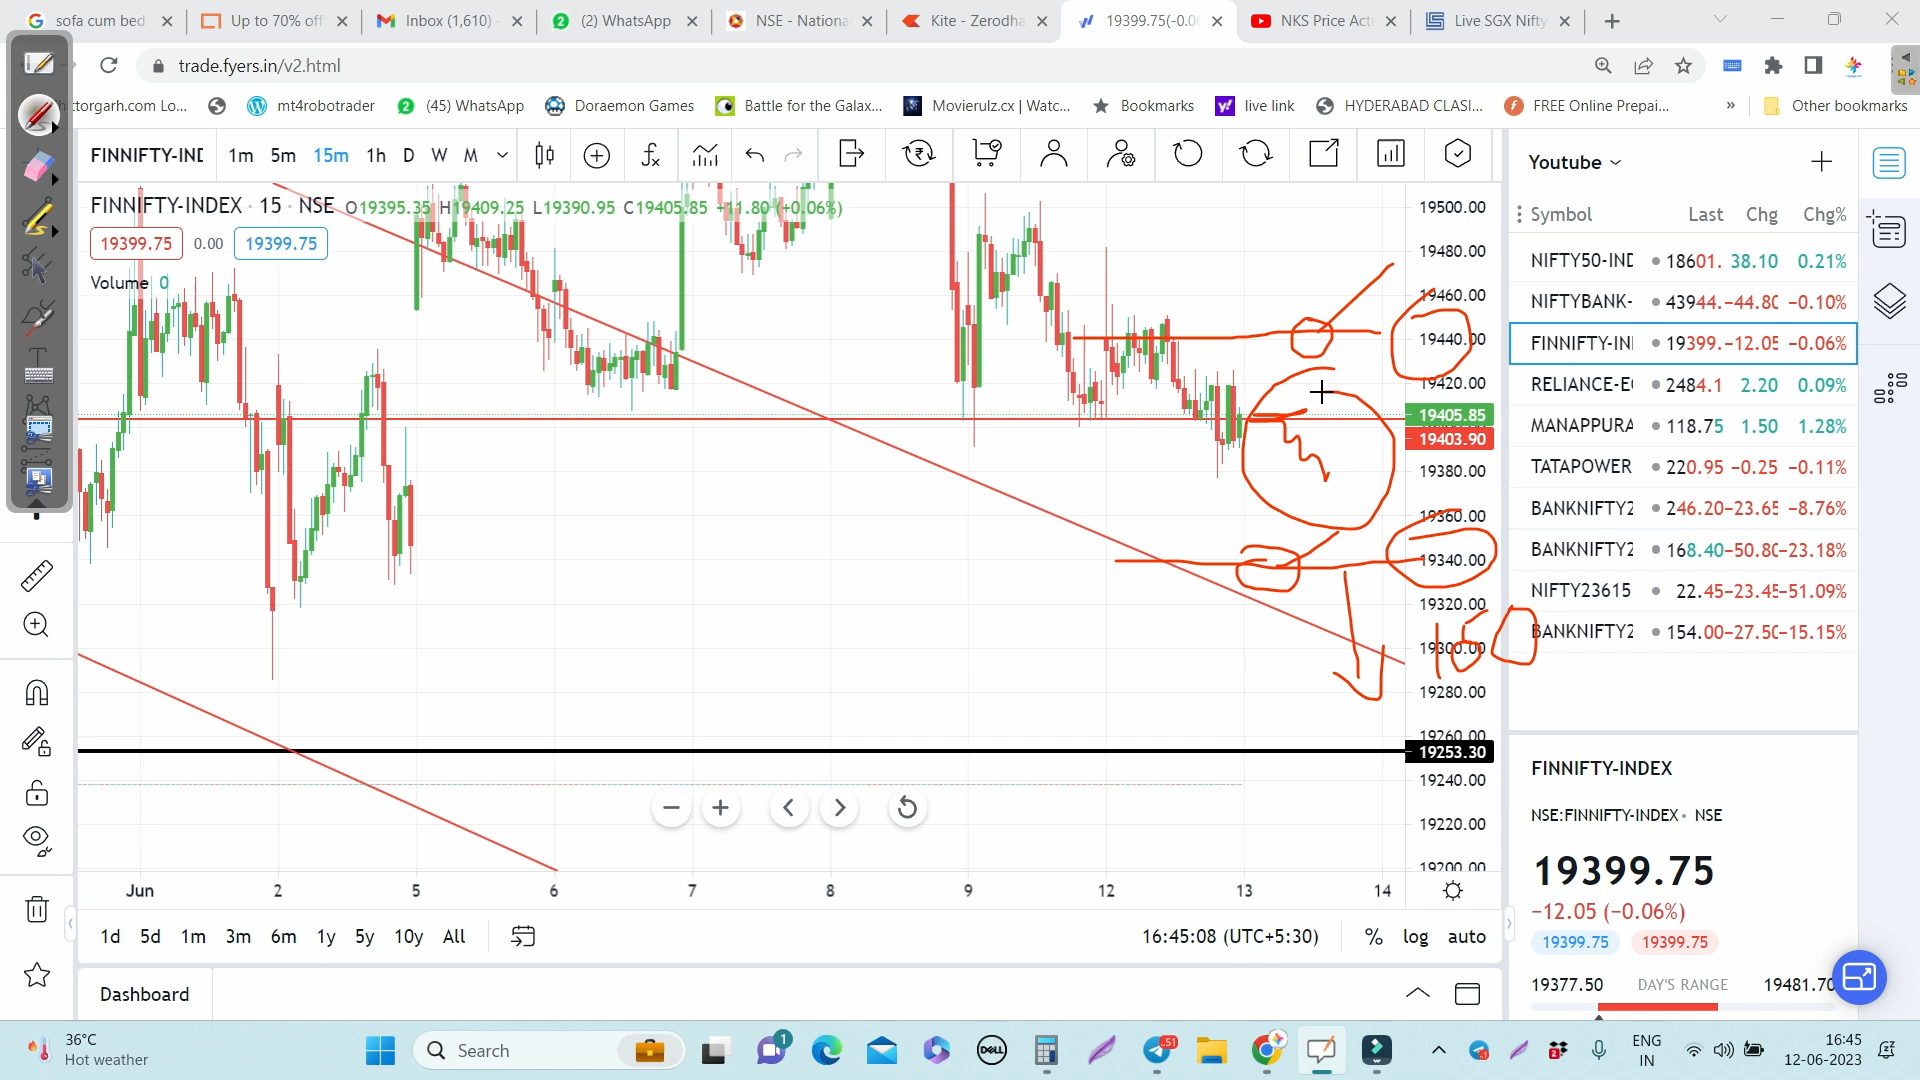 sofa cum bed
Up to 70% off
Inbox (1,610) -
(2) WhatsApp
NSE - Nationa
Kite - Zerodha
19399.75(-0.0
NKS Price Acti
Live SGX Nifty
trade.fyers.in/v2.html
ttorgarh.com Lo...
mt4robotrader
(45) WhatsApp
Doraemon Games
Battle for the Galax...
Movierulz.cx | Watc...
Bookmarks
live link
HYDERABAD CLASI...
FREE Online Prepai...
»
Other bookmarks
FINNIFTY-IND
1m 5m 15m 1h D W M
FINNIFTY-INDEX · 15 · NSE O19395.35 H19409.25 L19390.95 C19405.85 +11.80 (+0.06%)
19399.75 0.00 19399.75
Volume 0
19500.00
19480.00
19460.00
19440.00
19420.00
19405.85
19403.90
19380.00
19360.00
19340.00
19320.00
19300.00
150
19280.00
19260.00
19253.30
19240.00
19220.00
19200.00
Jun 2 5 6 7 8 9 12 13 14
1d 5d 1m 3m 6m 1y 5y 10y All
16:45:08 (UTC+5:30) % log auto
Dashboard
Youtube
Symbol Last Chg Chg%
NIFTY50-IND 18601. 38.10 0.21%
NIFTYBANK- 43944. -44.80 -0.10%
FINNIFTY-IN 19399. -12.05 -0.06%
RELIANCE-E 2484.1 2.20 0.09%
MANAPPURA 118.75 1.50 1.28%
TATAPOWER 220.95 -0.25 -0.11%
BANKNIFTY2 246.20 -23.65 -8.76%
BANKNIFTY2 168.40 -50.80 -23.18%
NIFTY23615 22.45 -23.45 -51.09%
BANKNIFTY2 154.00 -27.50 -15.15%
FINNIFTY-INDEX
NSE:FINNIFTY-INDEX • NSE
19399.75
−12.05 (−0.06%)
19399.75 19399.75
19377.50 DAY'S RANGE 19481.70
36°C
Hot weather
Search
1
DELL
51
2
ENG
IN
16:45
12-06-2023